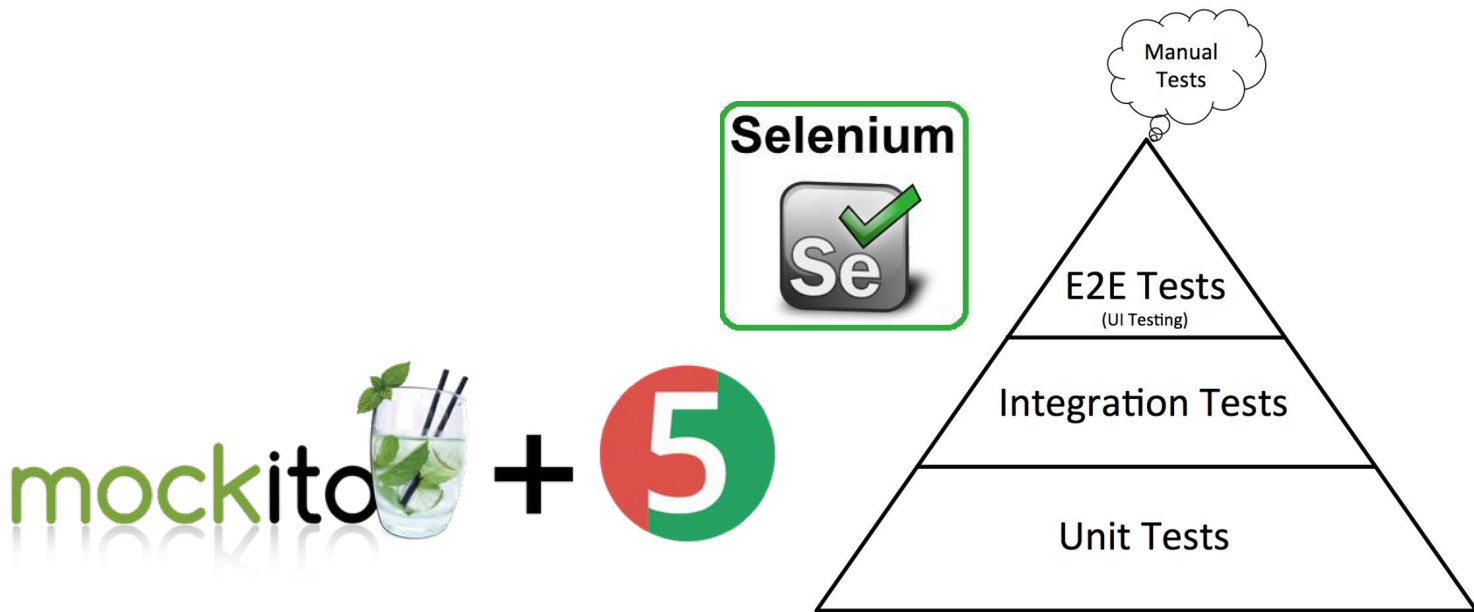 Manual
Tests
Selenium
Se
E2E Tests
(UI Testing)
Integration Tests
mockito
+
5
Unit Tests